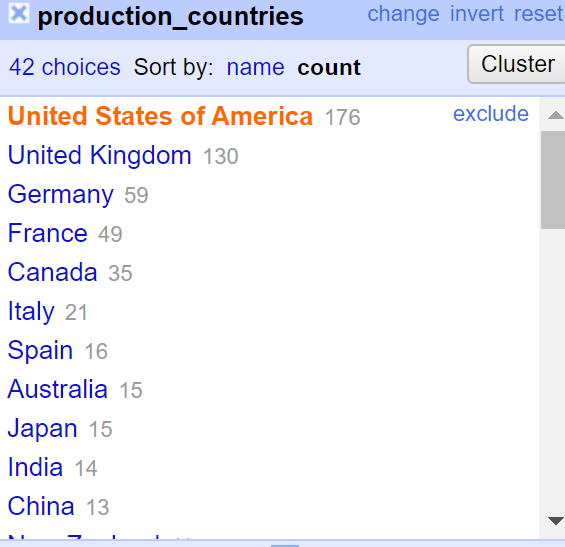 production_countries change invert reset
42 choices Sort by: name count Cluster
United States of America 176 exclude
United Kingdom 130
Germany 59
France 49
Canada 35
Italy 21
Spain 16
Australia 15
Japan 15
India 14
China 13